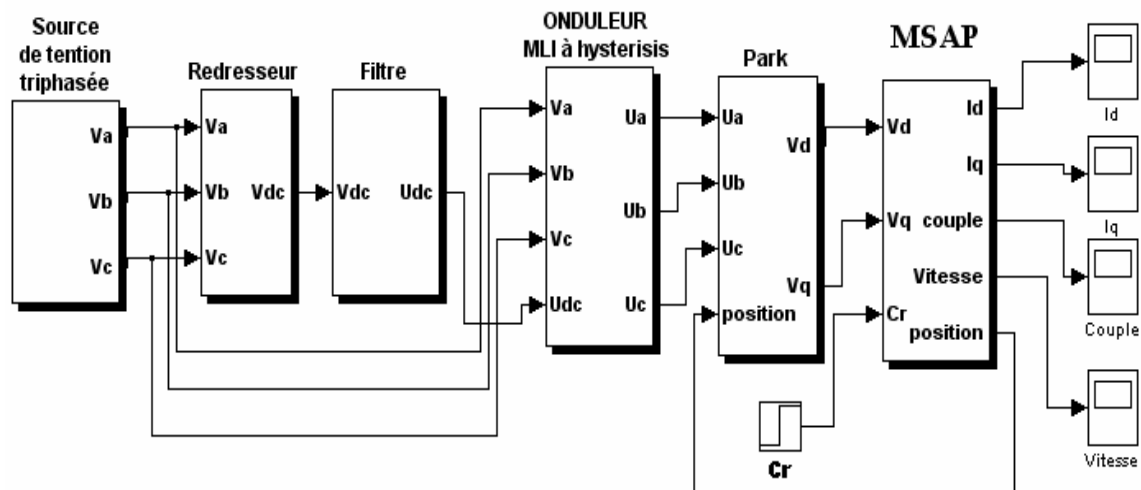 Source
de tention
triphasée
Va
Vb
Vc
Redresseur
Va
Vb
Vc
Vdc
Filtre
Vdc
Udc
ONDULEUR
MLI à hysterisis
Va
Vb
Vc
Udc
Ua
Ub
Uc
Park
Ua
Ub
Uc
position
Vd
Vq
MSAP
Vd
Vq
Cr
Id
Iq
couple
Vitesse
position
Cr
Id
Iq
Couple
Vitesse